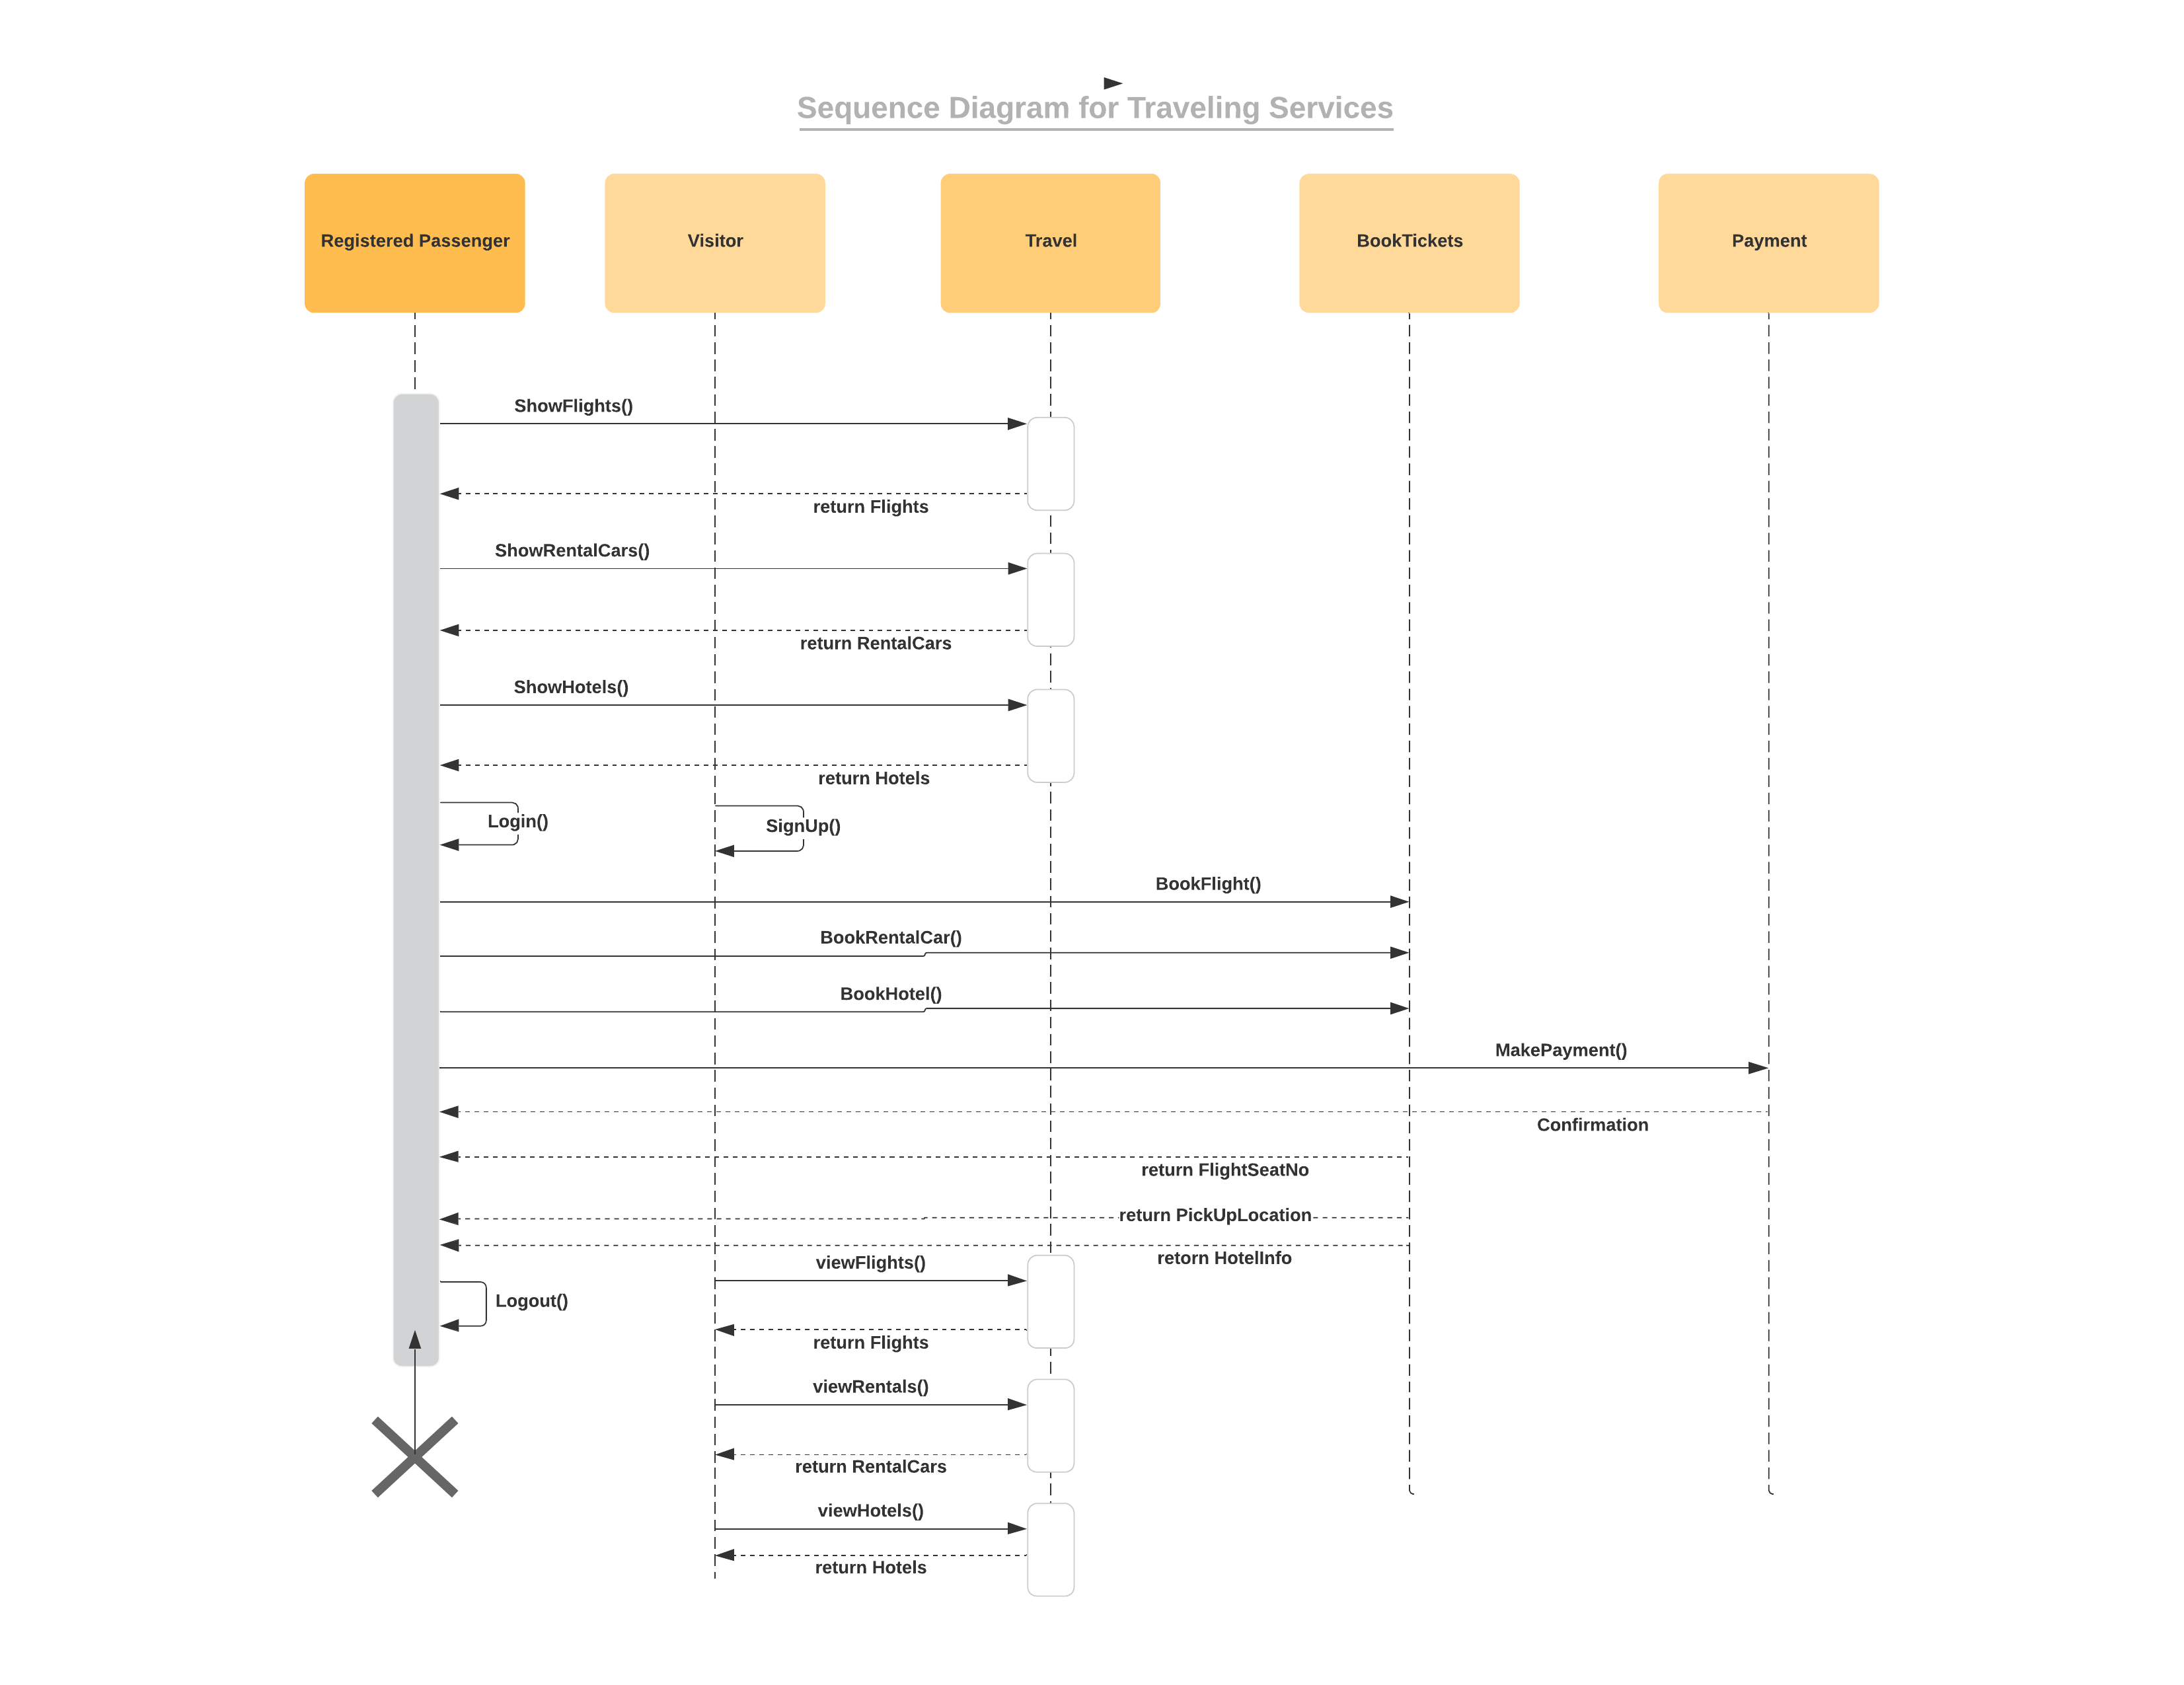 Sequence Diagram for Traveling Services
Registered Passenger
Visitor
Travel
BookTickets
Payment
ShowFlights()
return Flights
ShowRentalCars()
return RentalCars
ShowHotels()
return Hotels
Login()
SignUp()
BookFlight()
BookRentalCar()
BookHotel()
MakePayment()
Confirmation
return FlightSeatNo
return PickUpLocation
retorn HotelInfo
viewFlights()
Logout()
return Flights
viewRentals()
return RentalCars
viewHotels()
return Hotels